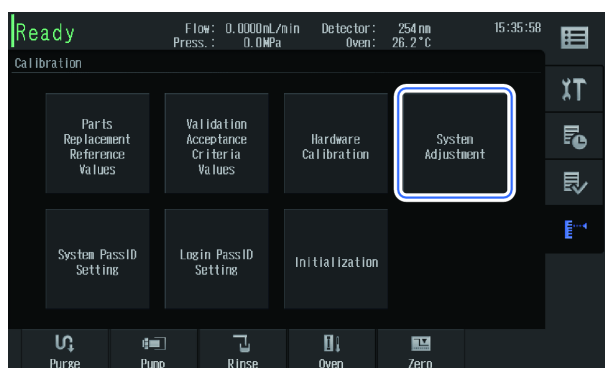 Ready
Flow: 0.0000mL/min Detector: 254 nm 15:35:58
Press.: 0.0MPa Oven: 26.2°C
Calibration
Parts
Replacement
Reference
Values
Validation
Acceptance
Criteria
Values
Hardware
Calibration
System
Adjustment
System PassID
Setting
Login PassID
Setting
Initialization
Purge Pump Rinse Oven Zero